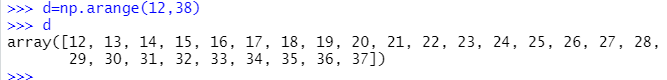 >>> d=np.arange(12,38)
>>> d
array([12, 13, 14, 15, 16, 17, 18, 19, 20, 21, 22, 23, 24, 25, 26, 27, 28,
       29, 30, 31, 32, 33, 34, 35, 36, 37])
>>>